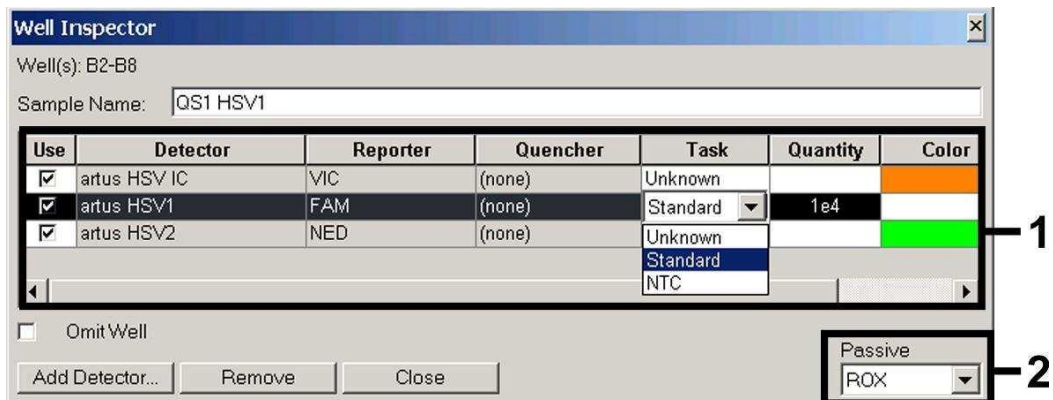 Well Inspector
Well(s): B2-B8
Sample Name: QS1 HSV1
Use Detector Reporter Quencher Task Quantity Color
artus HSV IC VIC (none) Unknown
artus HSV1 FAM (none) Standard 1e4
artus HSV2 NED (none) Unknown
Standard
NTC
1
Omit Well
Passive
Add Detector... Remove Close ROX
2